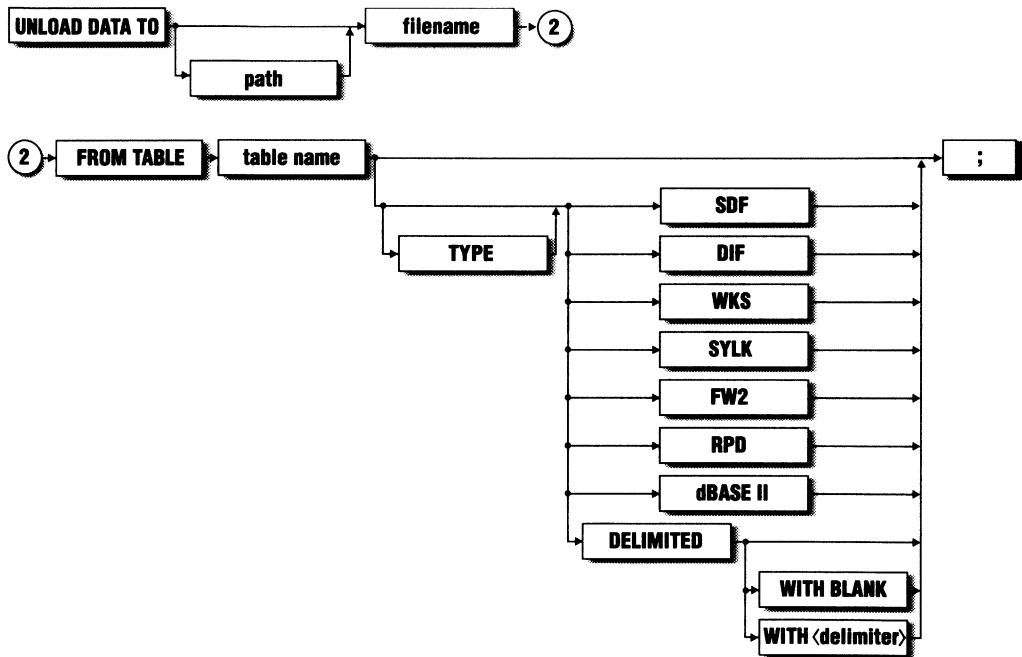 UNLOAD DATA TO
filename
2
path
2
FROM TABLE
table name
;
SDF
TYPE
DIF
WKS
SYLK
FW2
RPD
dBASE II
DELIMITED
WITH BLANK
WITH ⟨delimiter⟩